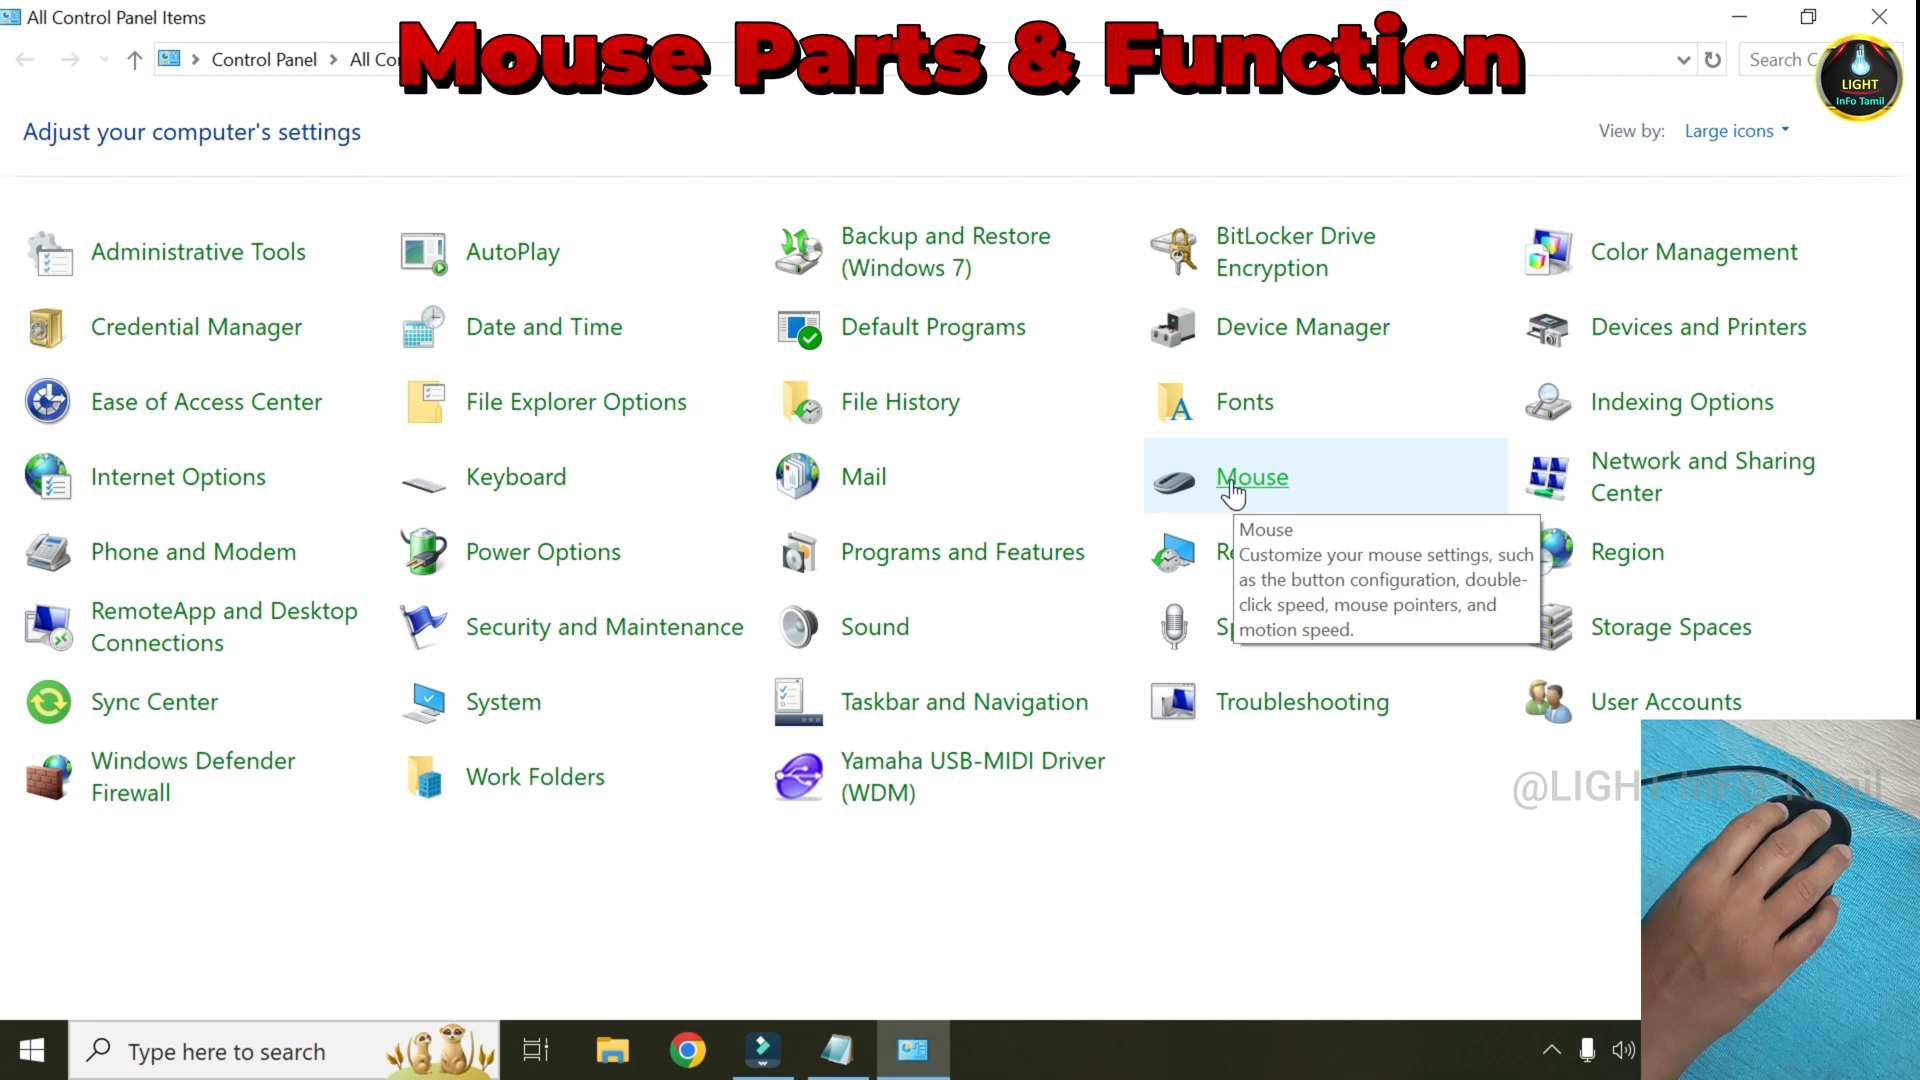 All Control Panel Items
Mouse Parts & Function
Control Panel
All Co
Search C
LIGHT
InFo Tamil
Adjust your computer's settings
View by: Large icons
Administrative Tools
AutoPlay
Backup and Restore
(Windows 7)
BitLocker Drive
Encryption
Color Management
Credential Manager
Date and Time
Default Programs
Device Manager
Devices and Printers
Ease of Access Center
File Explorer Options
File History
Fonts
Indexing Options
Internet Options
Keyboard
Mail
Mouse
Network and Sharing
Center
Mouse
Customize your mouse settings, such
as the button configuration, double-
click speed, mouse pointers, and
motion speed.
Phone and Modem
Power Options
Programs and Features
Region
RemoteApp and Desktop
Connections
Security and Maintenance
Sound
Storage Spaces
Sync Center
System
Taskbar and Navigation
Troubleshooting
User Accounts
Windows Defender
Firewall
Work Folders
Yamaha USB-MIDI Driver
(WDM)
@LIGHT InFO Tamil
Type here to search